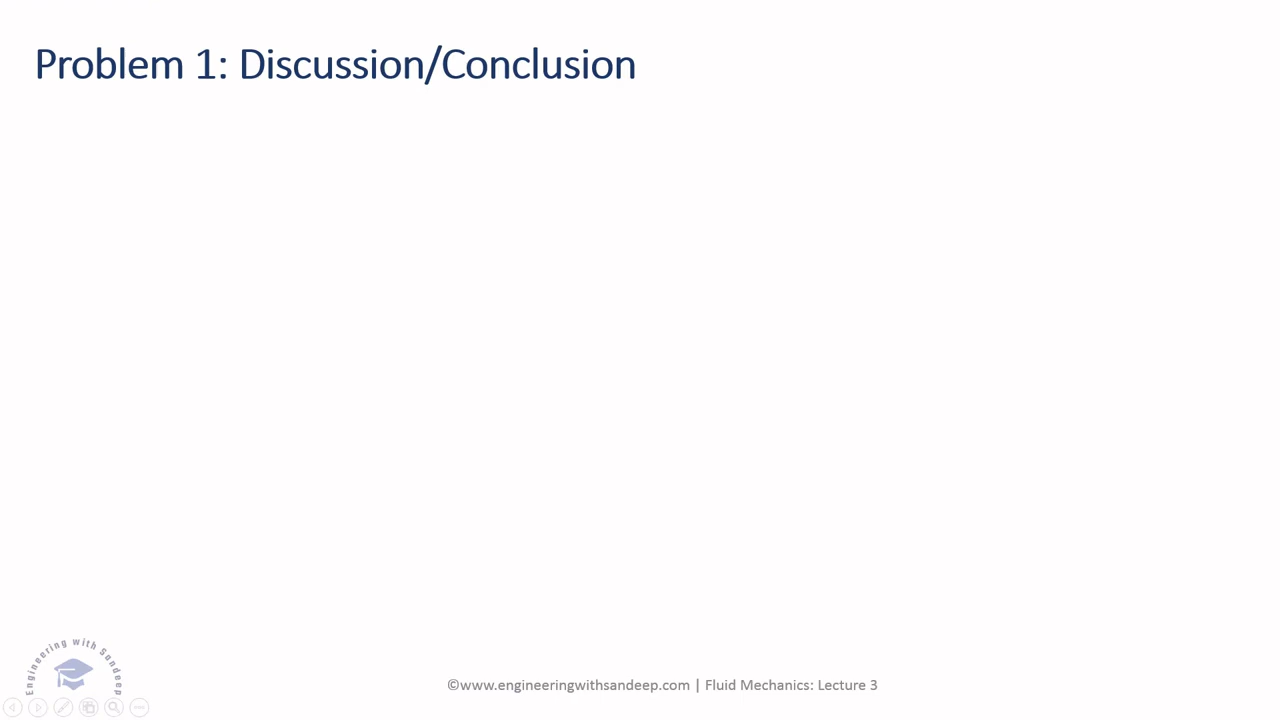 Problem 1: Discussion/Conclusion
Engineering with Sandeep
©www.engineeringwithsandeep.com | Fluid Mechanics: Lecture 3